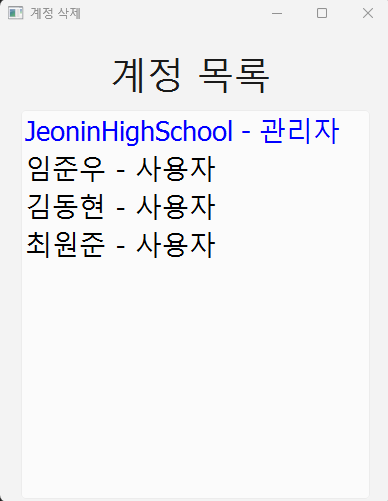 계정 삭제
계정 목록
JeoninHighSchool - 관리자
임준우 - 사용자
김동현 - 사용자
최원준 - 사용자